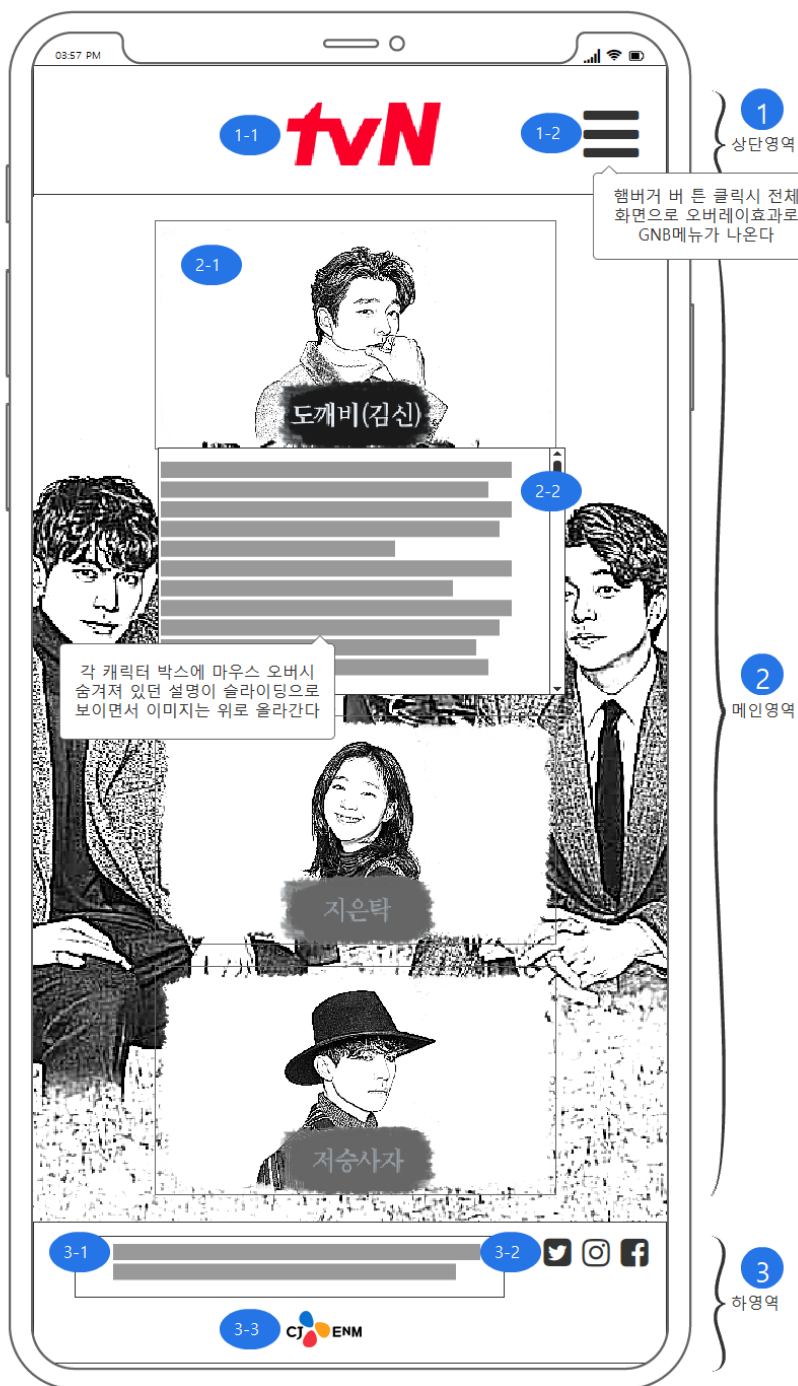 03:57 PM
1-1
tvN
1-2
1
상단영역
햄버거 버 튼 클릭시 전체
화면으로 오버레이효과로
GNB메뉴가 나온다
2-1
도깨비(김신)
2-2
각 캐릭터 박스에 마우스 오버시
숨겨져 있던 설명이 슬라이딩으로
보이면서 이미지는 위로 올라간다
2
메인영역
지은탁
저승사자
3-1
3-2
3
하영역
3-3
CJ ENM